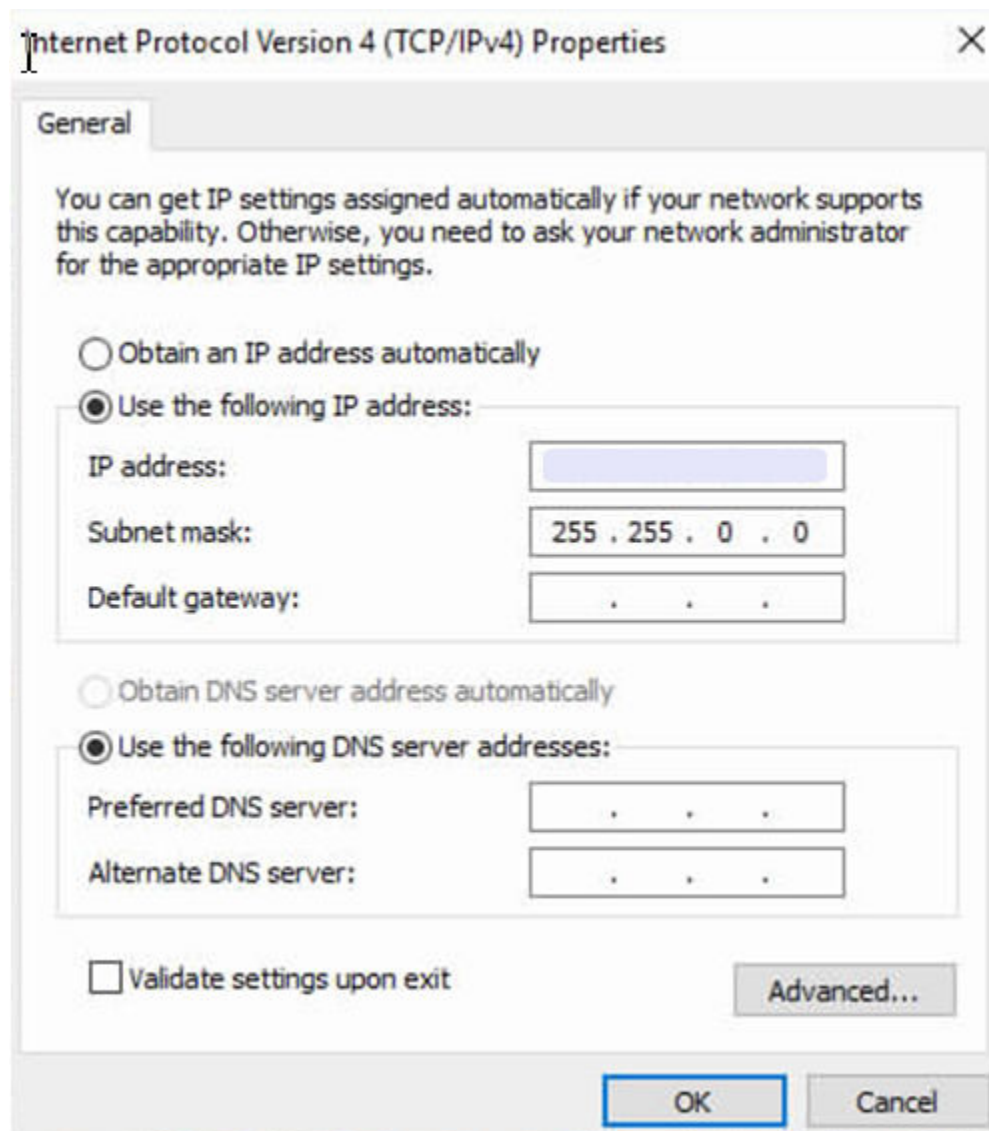 Internet Protocol Version 4 (TCP/IPv4) Properties
General
You can get IP settings assigned automatically if your network supports
this capability. Otherwise, you need to ask your network administrator
for the appropriate IP settings.
Obtain an IP address automatically
Use the following IP address:
IP address:
Subnet mask: 255 . 255 . 0 . 0
Default gateway: . . .
Obtain DNS server address automatically
Use the following DNS server addresses:
Preferred DNS server: . . .
Alternate DNS server: . . .
Validate settings upon exit
Advanced...
OK Cancel